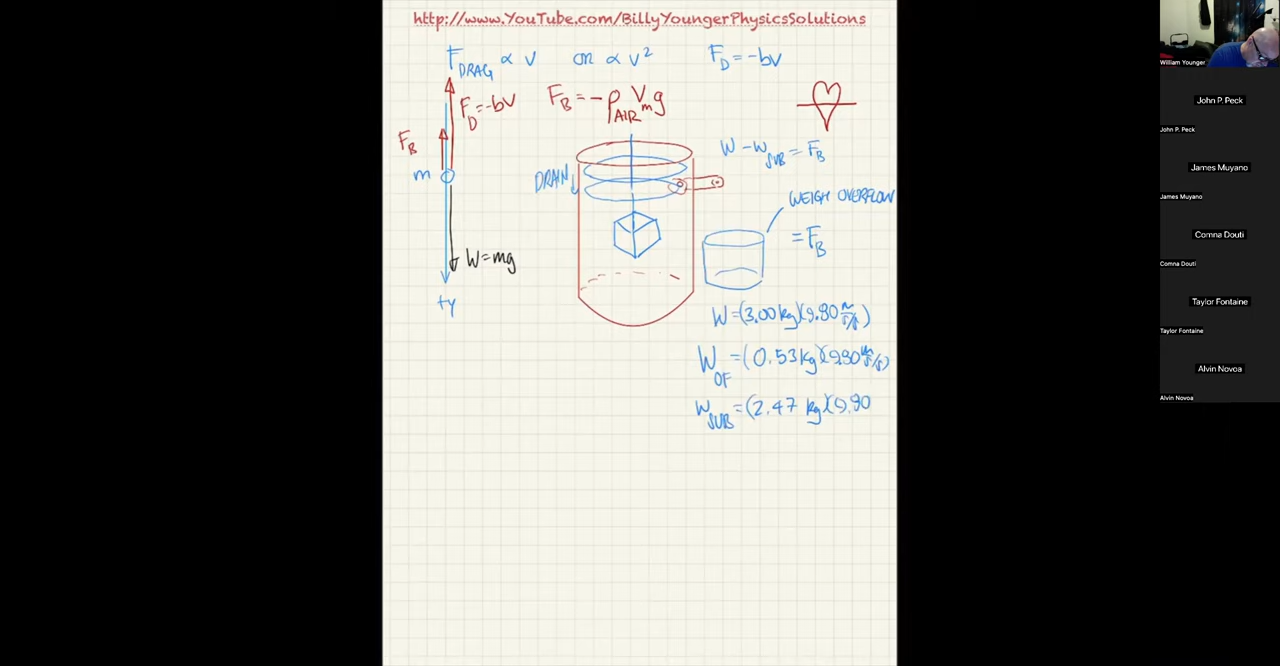 http://www.YouTube.com/BillyYoungerPhysicsSolutions
F_DRAG ∝ V OR ∝ V² F_D = -bV
F_D = -bV F_B = -ρ_AIR V_m g
F_B
W - W_SUB = F_B
m
DRAIN ↓
WEIGH OVERFLOW
= F_B
W = mg
+y
W = (3.00 kg)(9.80 m/s/s)
W_OF = (0.53 kg)(9.80 m/s/s)
W_SUB = (2.47 kg)(9.80
William Younger
John P. Peck
John P. Peck
James Muyano
James Muyano
Comna Douti
Comna Douti
Taylor Fontaine
Taylor Fontaine
Alvin Novoa
Alvin Novoa